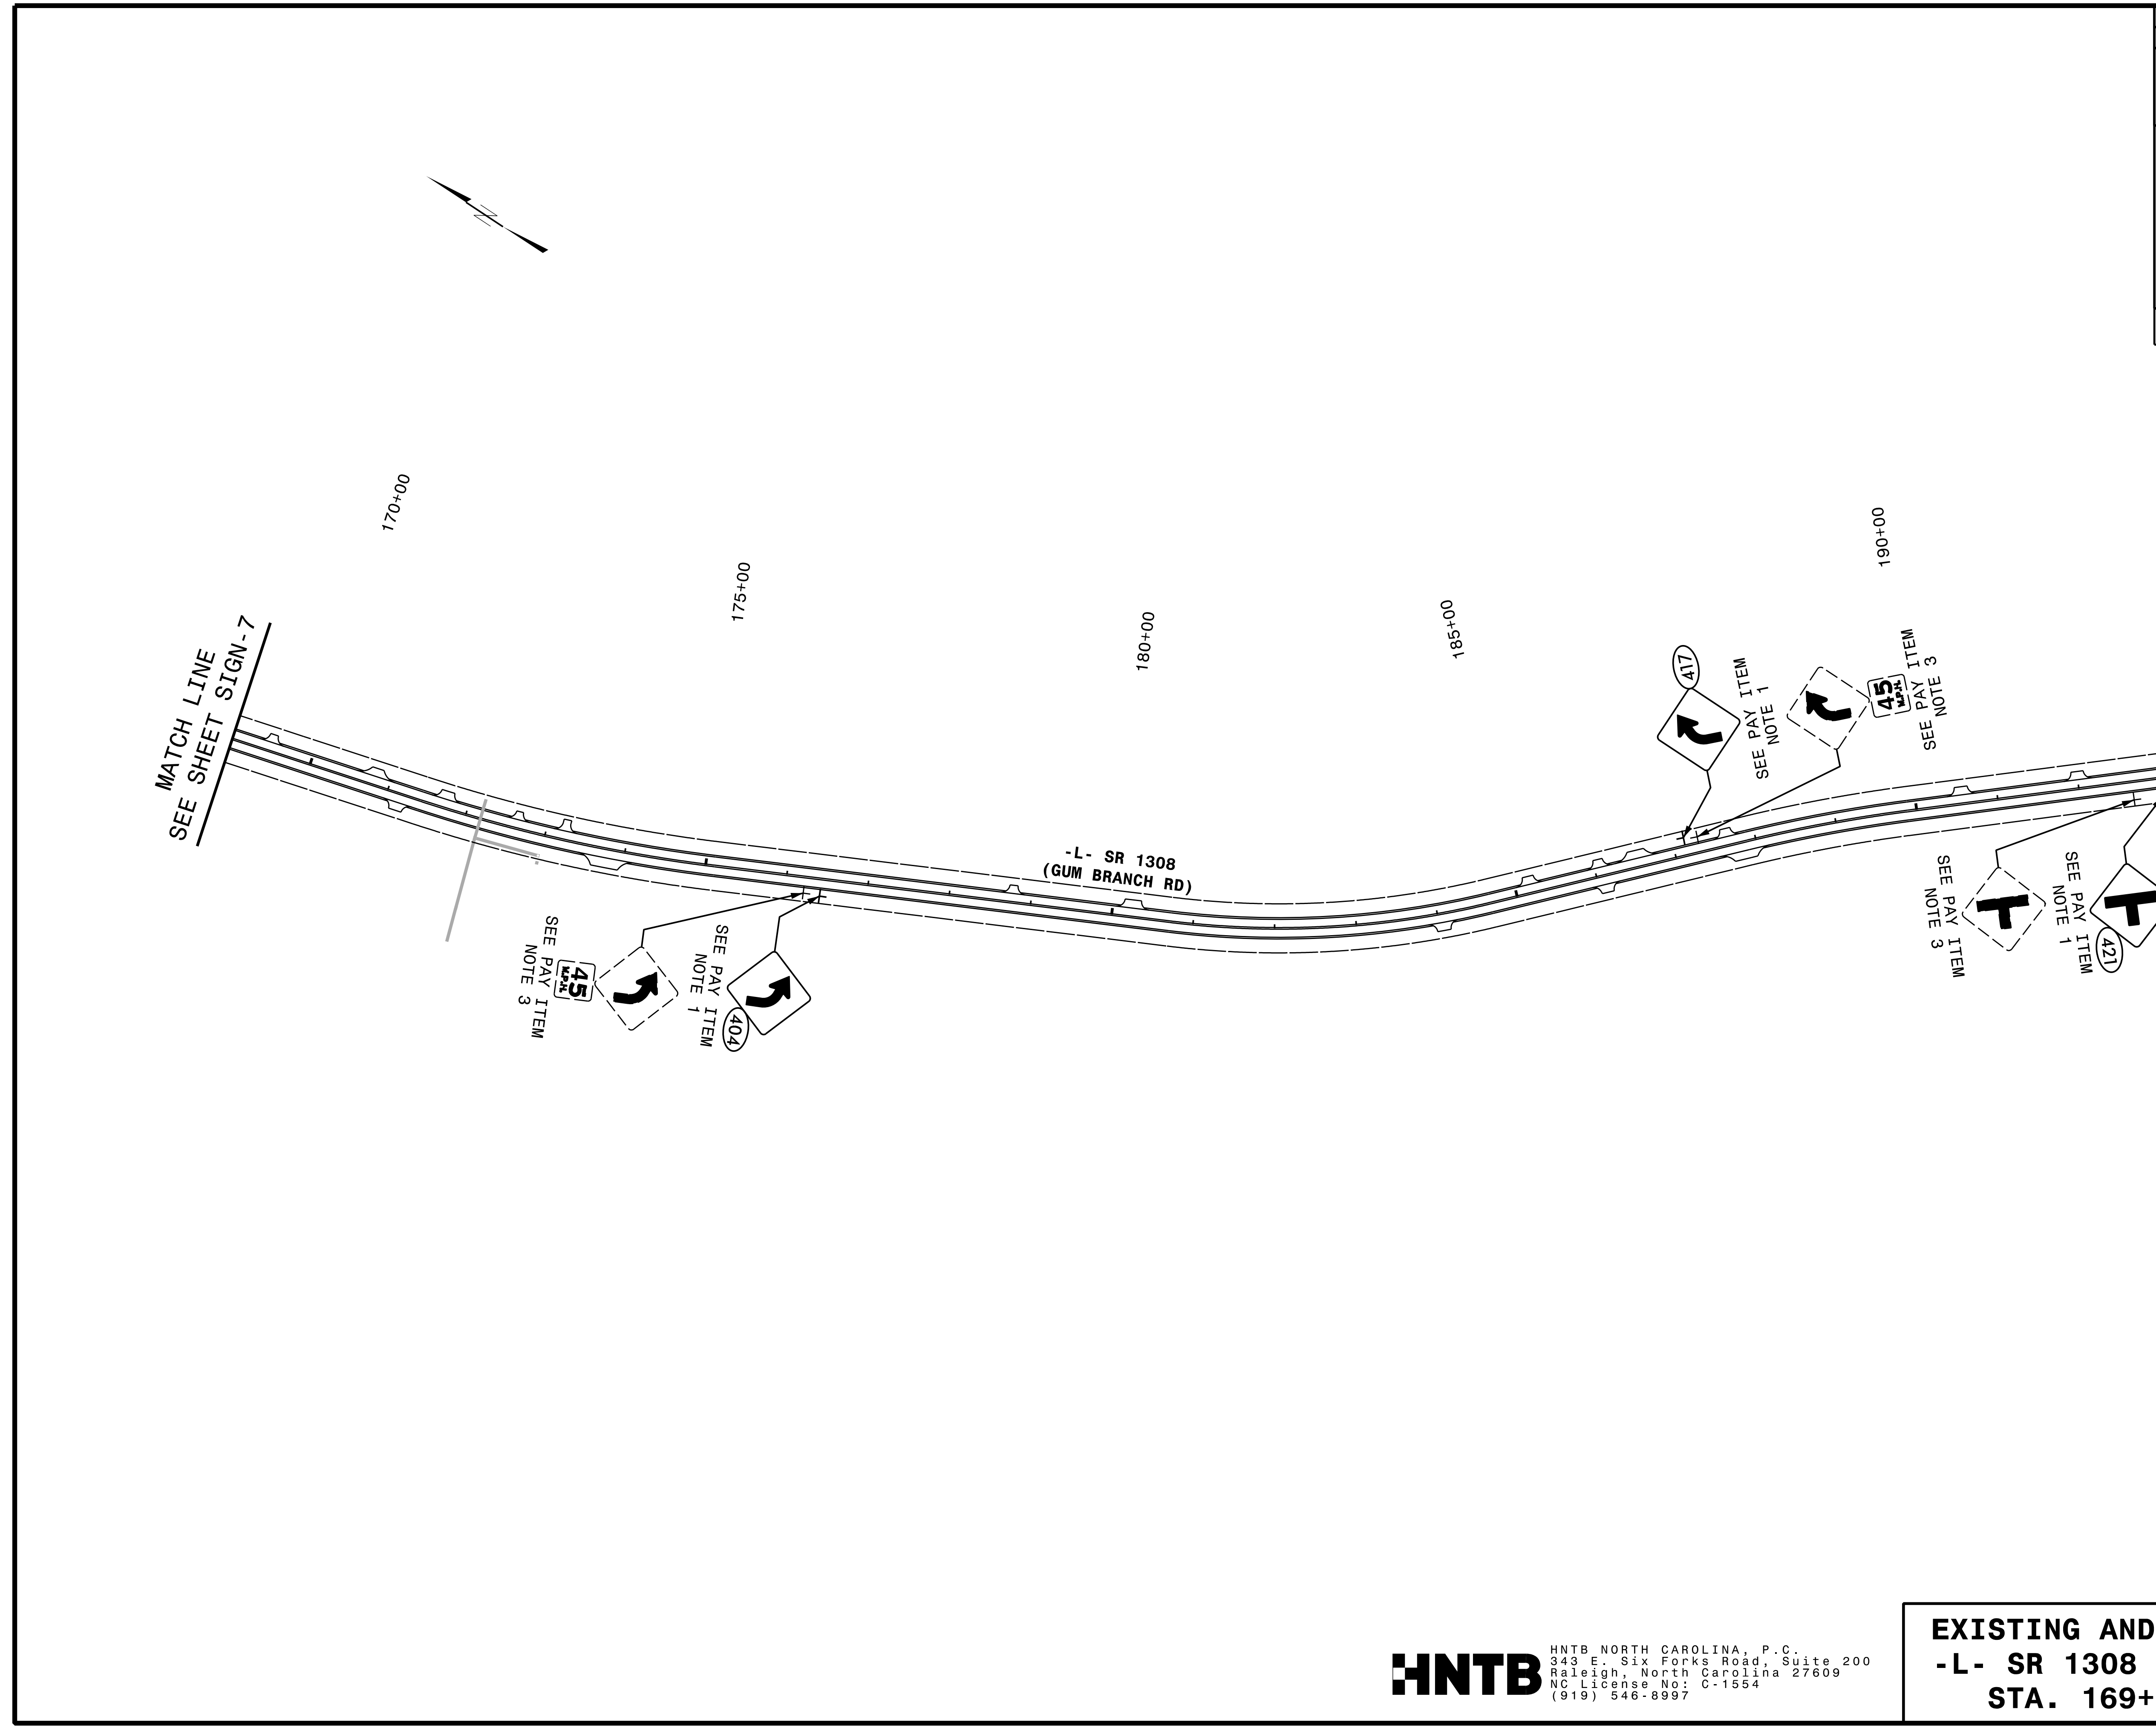 N
170+00
175+00
180+00
185+00
190+00
MATCH LINE
SEE SHEET SIGN-7
-L- SR 1308
(GUM BRANCH RD)
417
SEE PAY ITEM
NOTE 1
45
M.P.H.
SEE PAY ITEM
NOTE 3
45
M.P.H.
SEE PAY ITEM
NOTE 3
404
SEE PAY ITEM
NOTE 1
SEE PAY ITEM
NOTE 3
421
SEE PAY ITEM
NOTE 1
HNTB
HNTB NORTH CAROLINA, P.C.
343 E. Six Forks Road, Suite 200
Raleigh, North Carolina 27609
NC License No: C-1554
(919) 546-8997
EXISTING AND
-L- SR 1308
STA. 169+